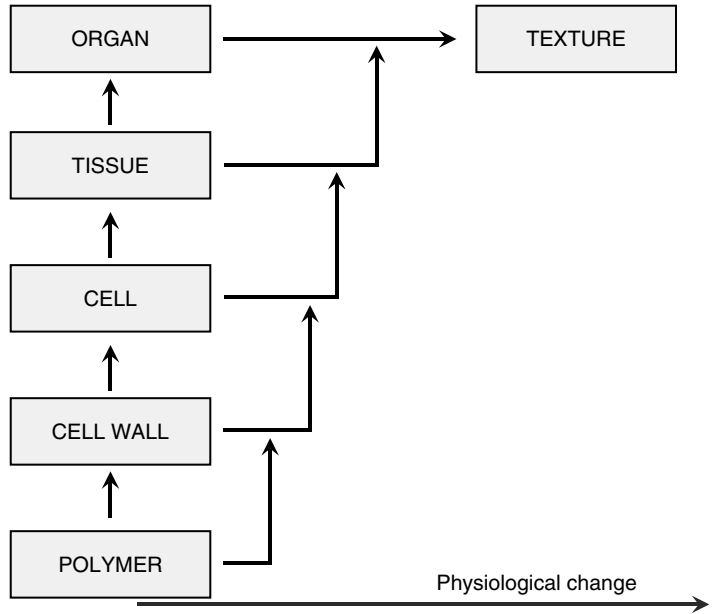 ORGAN
TEXTURE
TISSUE
CELL
CELL WALL
POLYMER
Physiological change